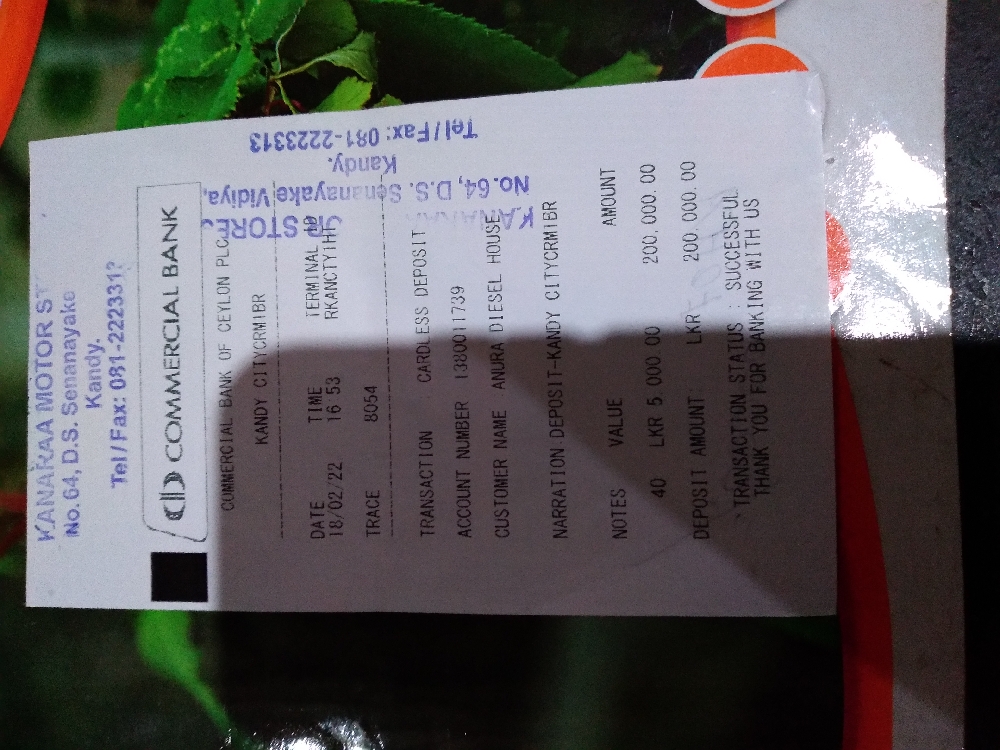 KANARAA MOTOR ST
No. 64, D.S. Senanayake
Kandy.
Tel / Fax: 081-2223313
COMMERCIAL BANK
COMMERCIAL BANK OF CEYLON PLC
KANDY CITYCRMIBR
DATE TIME TERMINAL
18/02/22 16 53
TRACE 8054
TRANSACTION CARDLESS DEPOSIT
ACCOUNT NUMBER 1380011739
CUSTOMER NAME ANURA DIESEL HOUSE
NARRATION:DEPOSIT-KANDY CITYCRMIBR
NOTES VALUE AMOUNT
40 LKR 5 000 00 200,000.00
DEPOSIT AMOUNT LKR 200 000.00
TRANSACTION STATUS : SUCCESSFUL
THANK YOU FOR BANKING WITH US
STORES
No. 64, D.S. Senanayake Vidiya,
Kandy.
Tel / Fax: 081-2223313